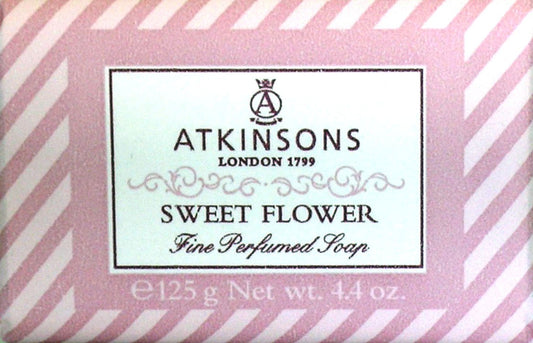 A
ATKINSONS
LONDON 1799
SWEET FLOWER
Fine Perfumed Soap
℮125 g Net wt. 4.4 oz.